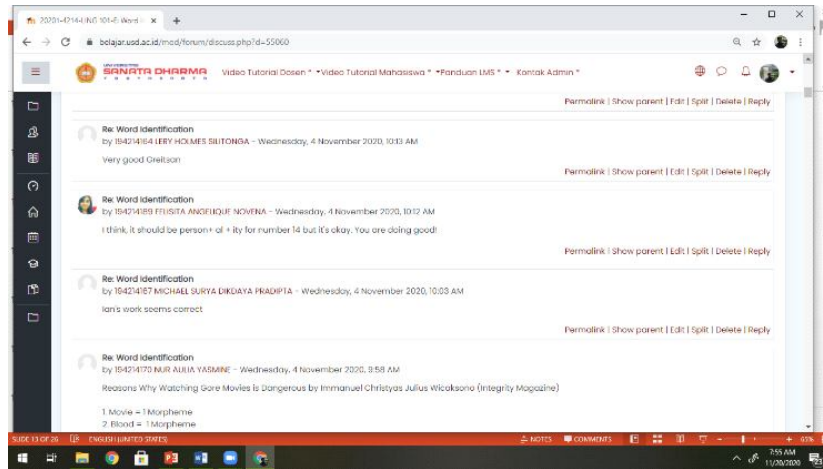 20201-4214-LING 101-E: Word
belajar.usd.ac.id/mod/forum/discuss.php?d=55060
SANATA DHARMA Video Tutorial Dosen Video Tutorial Mahasiswa Panduan LMS Kontak Admin
Permalink | Show parent | Edit | Split | Delete | Reply
Re: Word Identification
by 194214164 LERY HOLMES SILITONGA - Wednesday, 4 November 2020, 10:13 AM
Very good Greitson
Permalink | Show parent | Edit | Split | Delete | Reply
Re: Word Identification
by 194214189 FELISITA ANGELIQUE NOVENA - Wednesday, 4 November 2020, 10:12 AM
I think, it should be person+ al + ity for number 14 but it's okay. You are doing good!
Permalink | Show parent | Edit | Split | Delete | Reply
Re: Word Identification
by 194214167 MICHAEL SURYA DIKDAYA PRADIPTA - Wednesday, 4 November 2020, 10:03 AM
Ian's work seems correct
Permalink | Show parent | Edit | Split | Delete | Reply
Re: Word Identification
by 194214170 NUR AULIA YASMINE - Wednesday, 4 November 2020, 9:58 AM
Reasons Why Watching Gore Movies is Dangerous by Immanuel Christyas Julius Wicaksono (Integrity Magazine)
1. Movie = 1 Morpheme
2. Blood = 1 Morpheme
SLIDE 13 OF 26 ENGLISH (UNITED STATES) NOTES COMMENTS 61%
7:55 AM
11/20/2020